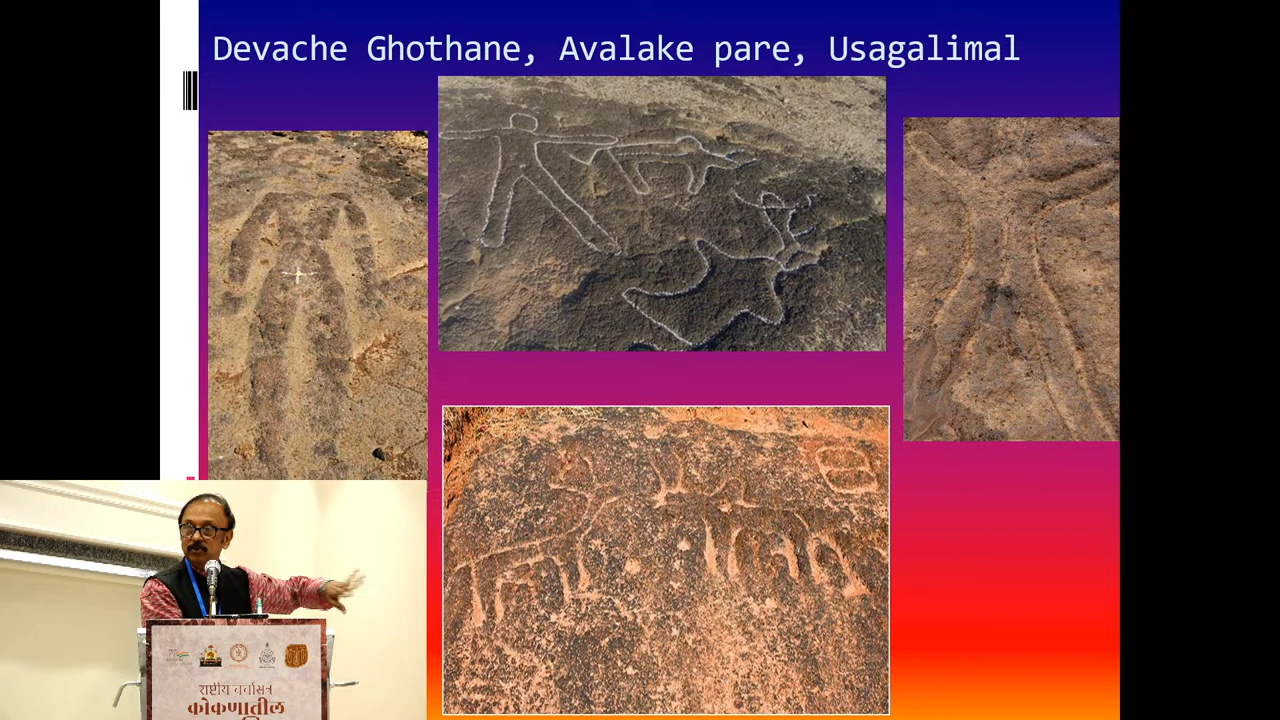 Devache Ghothane, Avalake pare, Usagalimal
राष्ट्रीय चर्चासत्र
कोकणातील